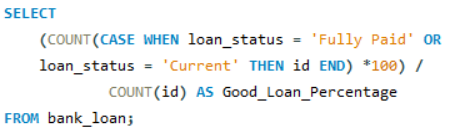 SELECT
(COUNT(CASE WHEN loan_status = 'Fully Paid' OR
loan_status = 'Current' THEN id END) *100) /
COUNT(id) AS Good_Loan_Percentage
FROM bank_loan;